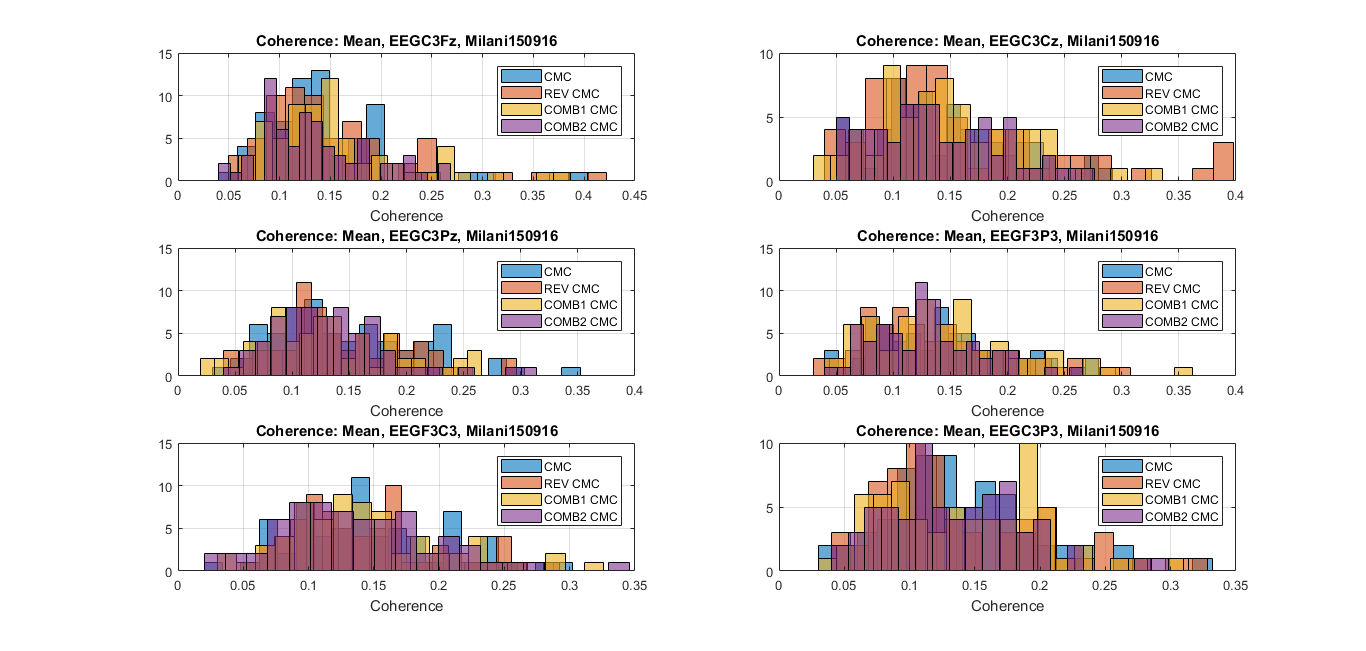 Coherence: Mean, EEGC3Fz, Milani150916
15
10
5
0
CMC
REV CMC
COMB1 CMC
COMB2 CMC
0 0.05 0.1 0.15 0.2 0.25 0.3 0.35 0.4 0.45
Coherence
Coherence: Mean, EEGC3Cz, Milani150916
10
5
0
CMC
REV CMC
COMB1 CMC
COMB2 CMC
0 0.05 0.1 0.15 0.2 0.25 0.3 0.35 0.4
Coherence
Coherence: Mean, EEGC3Pz, Milani150916
15
10
5
0
CMC
REV CMC
COMB1 CMC
COMB2 CMC
0 0.05 0.1 0.15 0.2 0.25 0.3 0.35 0.4
Coherence
Coherence: Mean, EEGF3P3, Milani150916
15
10
5
0
CMC
REV CMC
COMB1 CMC
COMB2 CMC
0 0.05 0.1 0.15 0.2 0.25 0.3 0.35 0.4
Coherence
Coherence: Mean, EEGF3C3, Milani150916
15
10
5
0
CMC
REV CMC
COMB1 CMC
COMB2 CMC
0 0.05 0.1 0.15 0.2 0.25 0.3 0.35
Coherence
Coherence: Mean, EEGC3P3, Milani150916
10
5
0
CMC
REV CMC
COMB1 CMC
COMB2 CMC
0 0.05 0.1 0.15 0.2 0.25 0.3 0.35
Coherence